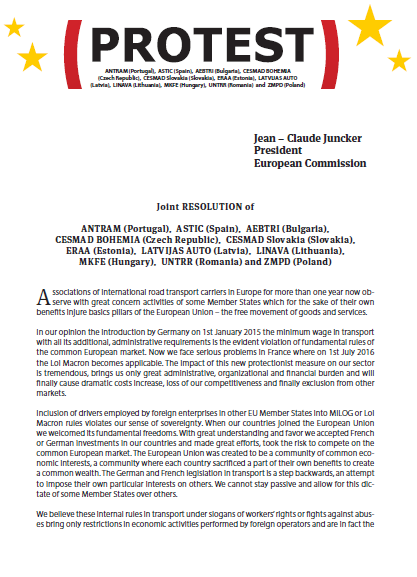 (PROTEST)
ANTRAM (Portugal), ASTIC (Spain), AEBTRI (Bulgaria), CESMAD BOHEMIA
(Czech Republic), CESMAD Slovakia (Slovakia), ERAA (Estonia), LATVIJAS AUTO
(Latvia), LINAVA (Lithuania), MKFE (Hungary), UNTRR (Romania) and ZMPD (Poland)
Jean – Claude Juncker
President
European Commission
Joint RESOLUTION of
ANTRAM (Portugal), ASTIC (Spain), AEBTRI (Bulgaria),
CESMAD BOHEMIA (Czech Republic), CESMAD Slovakia (Slovakia),
ERAA (Estonia), LATVIJAS AUTO (Latvia), LINAVA (Lithuania),
MKFE (Hungary), UNTRR (Romania) and ZMPD (Poland)
Associations of international road transport carriers in Europe for more than one year now ob-
serve with great concern activities of some Member States which for the sake of their own
benefits injure basics pillars of the European Union – the free movement of goods and services.
In our opinion the introduction by Germany on 1st January 2015 the minimum wage in transport
with all its additional, administrative requirements is the evident violation of fundamental rules of
the common European market. Now we face serious problems in France where on 1st July 2016
the Loi Macron becomes applicable. The impact of this new protectionist measure on our sector
is tremendous, brings us only great administrative, organizational and financial burden and will
finally cause dramatic costs increase, loss of our competitiveness and finally exclusion from other
markets.
Inclusion of drivers employed by foreign enterprises in other EU Member States into MILOG or Loi
Macron rules violates our sense of sovereignty. When our countries joined the European Union
we welcomed its fundamental freedoms. With great understanding and favor we accepted French
or German investments in our countries and made great efforts, took the risk to compete on the
common European market. The European Union was created to be a community of common eco-
nomic interests, a community where each country sacrificed a part of their own benefits to create
a common wealth. The German and French legislation in transport is a step backwards, an attempt
to impose their own particular interests on others. We cannot stay passive and allow for this dic-
tate of some Member States over others.
We believe these internal rules in transport under slogans of workers' rights or fights against abus-
es bring only restrictions in economic activities performed by foreign operators and are in fact the